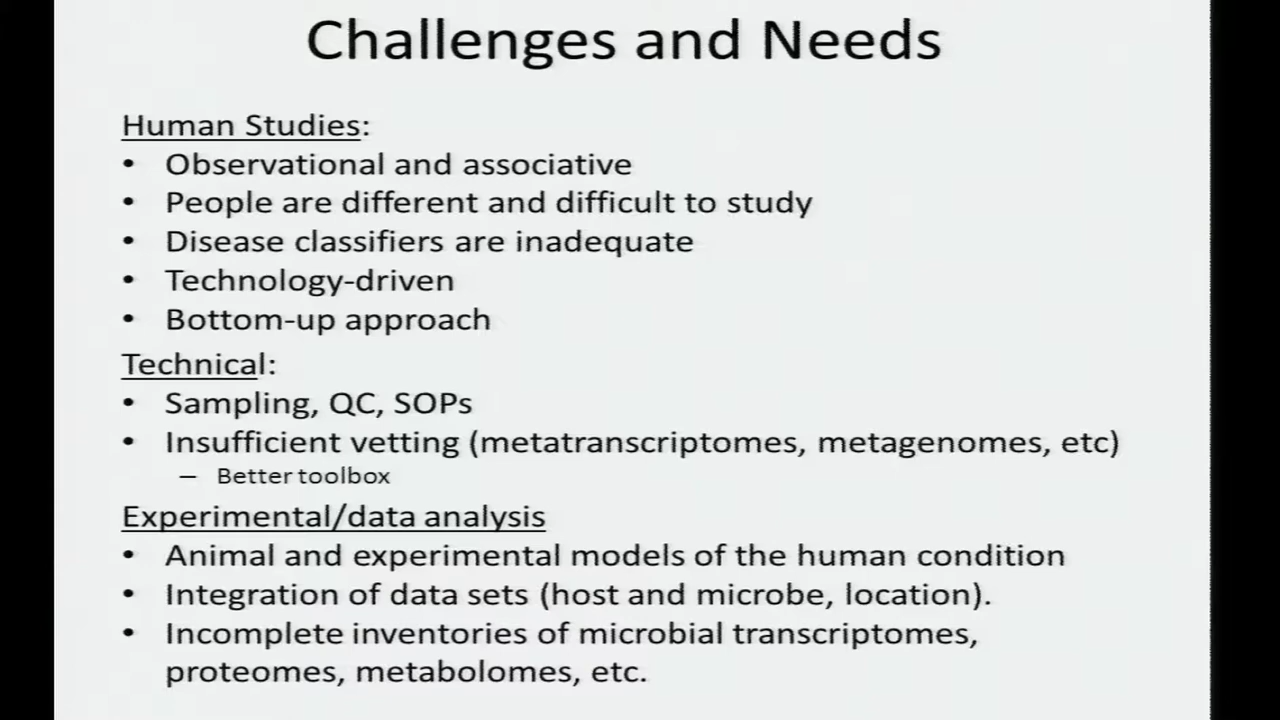 Challenges and Needs
Human Studies:
• Observational and associative
• People are different and difficult to study
• Disease classifiers are inadequate
• Technology-driven
• Bottom-up approach
Technical:
• Sampling, QC, SOPs
• Insufficient vetting (metatranscriptomes, metagenomes, etc)
– Better toolbox
Experimental/data analysis
• Animal and experimental models of the human condition
• Integration of data sets (host and microbe, location).
• Incomplete inventories of microbial transcriptomes,
proteomes, metabolomes, etc.